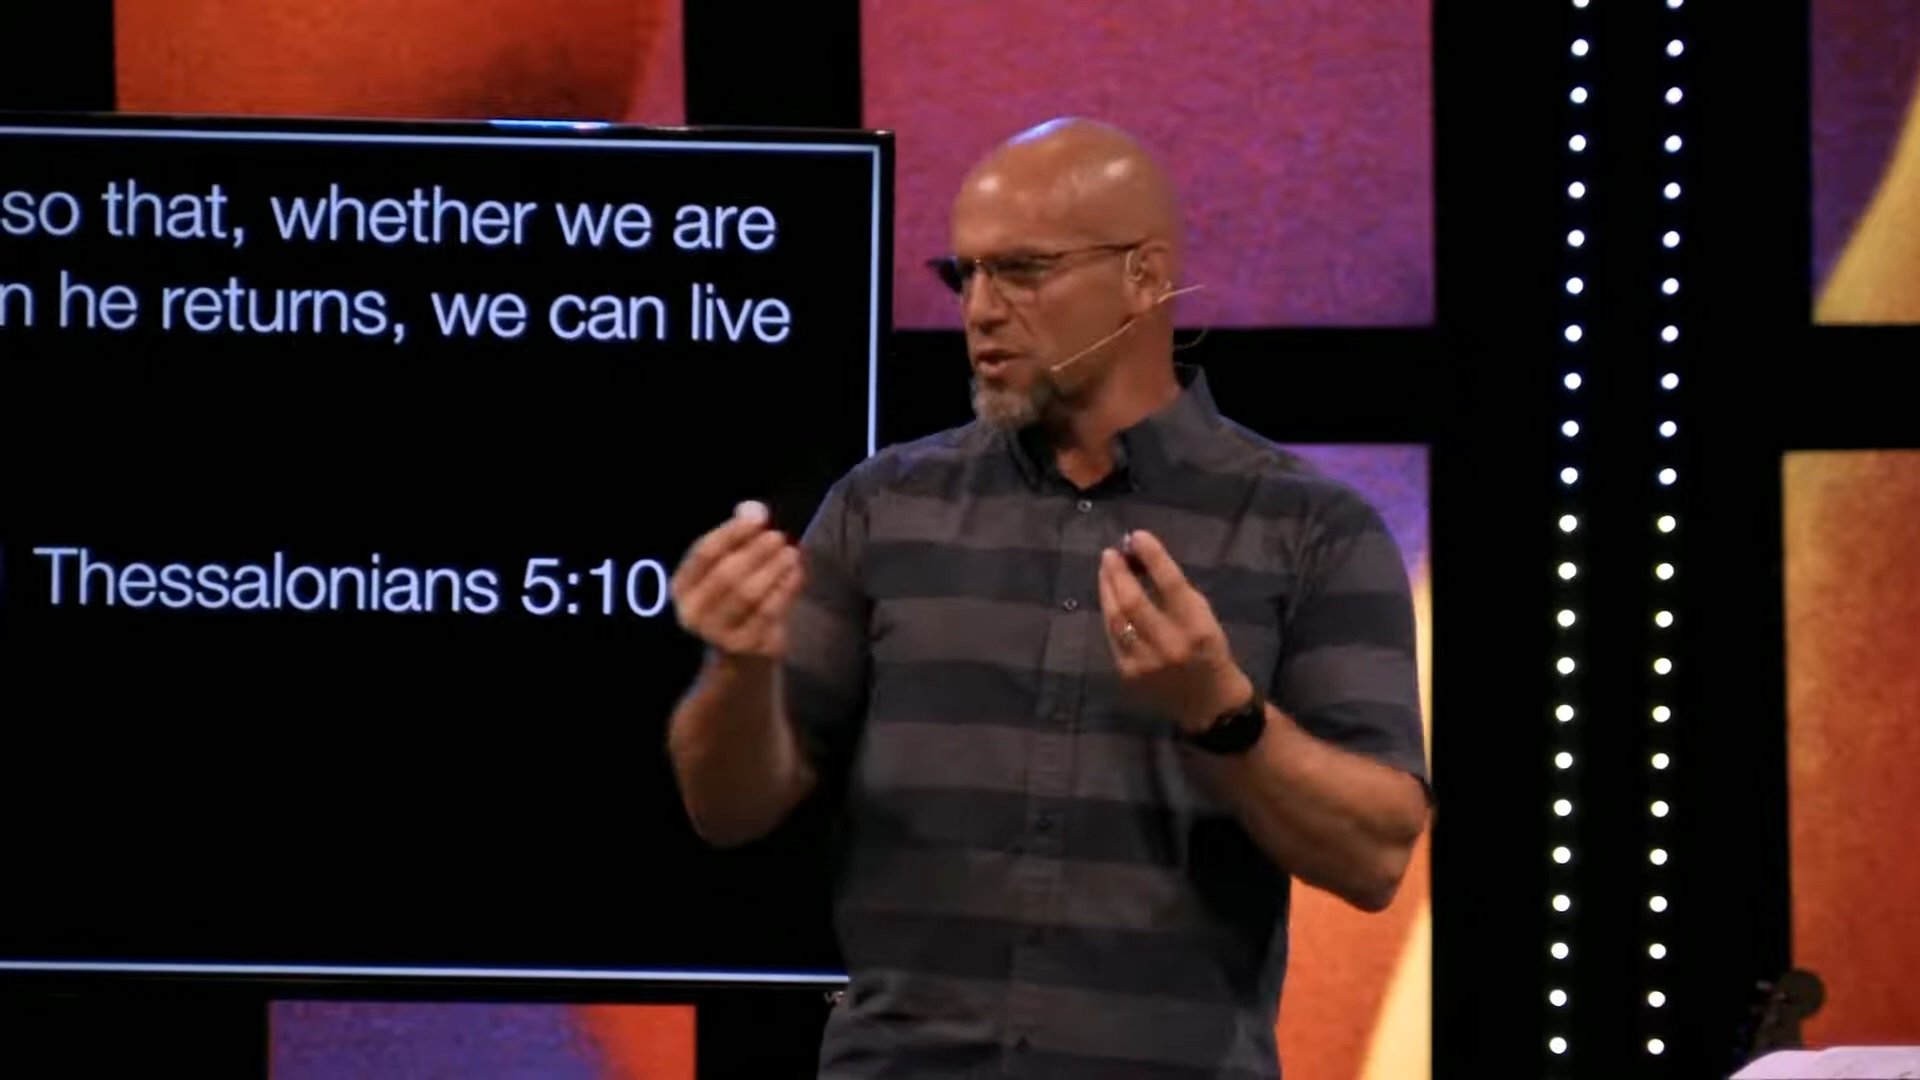 so that, whether we are
n he returns, we can live
Thessalonians 5:10